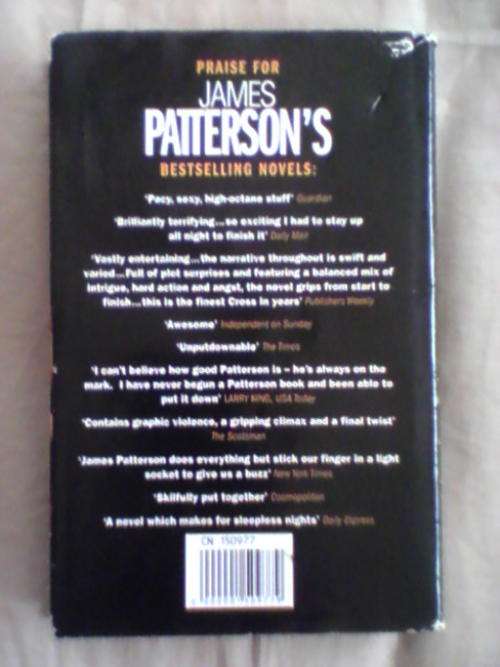 PRAISE FOR
JAMES
PATTERSON'S
BESTSELLING NOVELS:
'Pacy, sexy, high-octane stuff' Guardian
'Brilliantly terrifying...so exciting I had to stay up
all night to finish it' Daily Mail
'Vastly entertaining...the narrative throughout is swift and
varied...Full of plot surprises and featuring a balanced mix of
intrigue, hard action and angst, the novel grips from start to
finish...this is the finest Cross in years' Publishers Weekly
'Awesome' Independent on Sunday
'Unputdownable' The Times
'I can't believe how good Patterson is – he's always on the
mark. I have never begun a Patterson book and been able to
put it down' LARRY KING, USA Today
'Contains graphic violence, a gripping climax and a final twist'
The Scotsman
'James Patterson does everything but stick our finger in a light
socket to give us a buzz' New York Times
'Skilfully put together' Cosmopolitan
'A novel which makes for sleepless nights' Daily Express
CN 150977